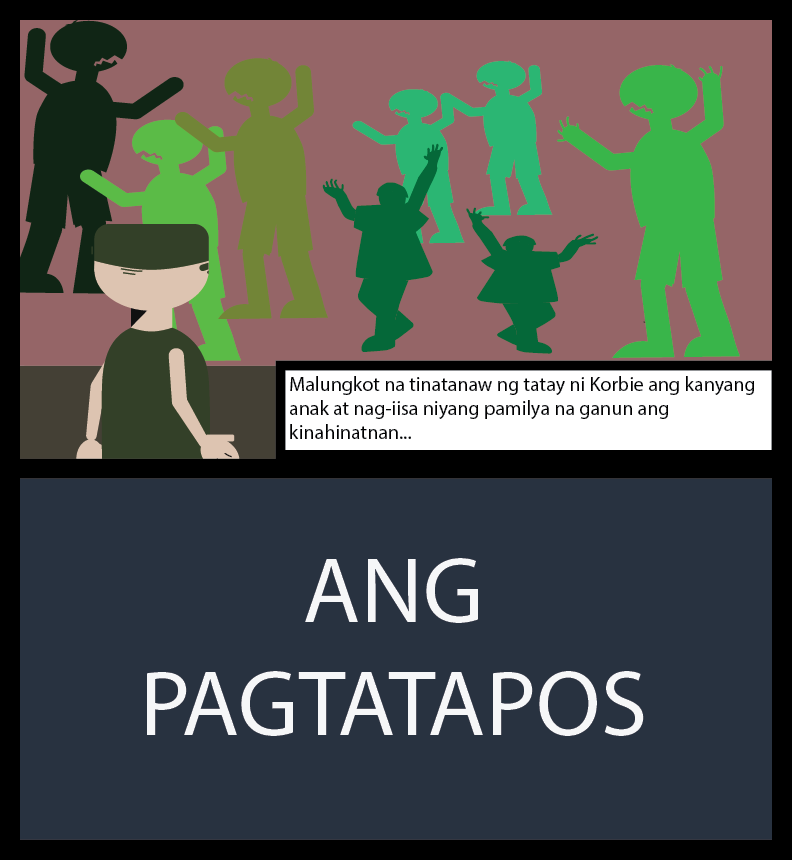 Malungkot na tinatanaw ng tatay ni Korbie ang kanyang
anak at nag-iisa niyang pamilya na ganun ang
kinahinatnan...
ANG
PAGTATAPOS